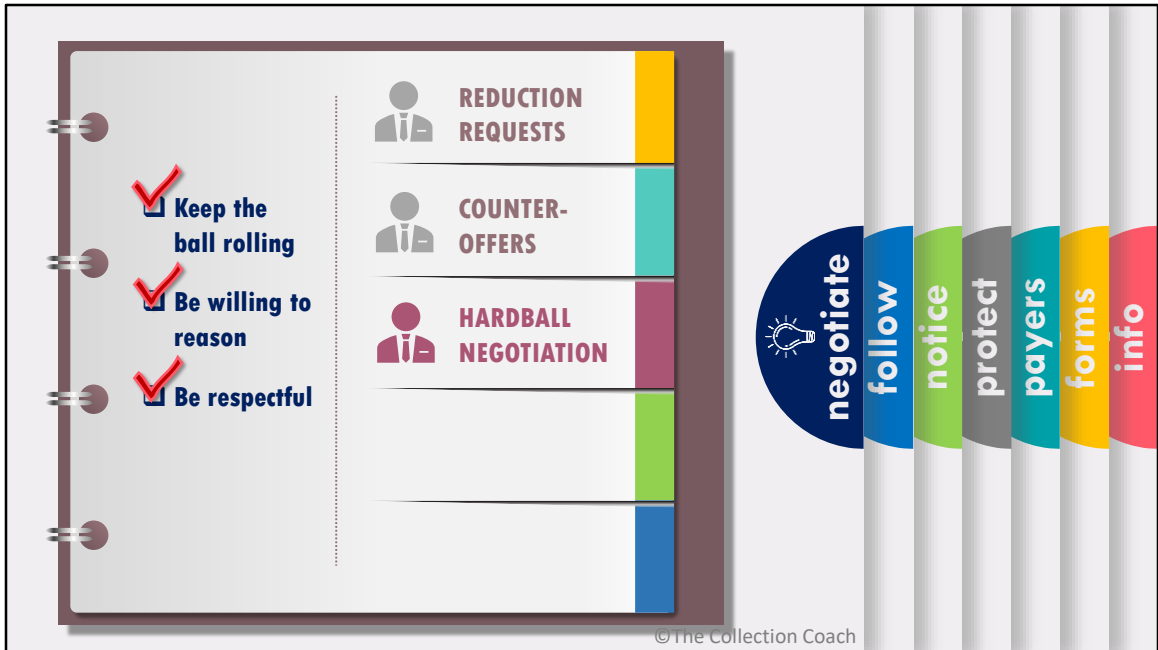 Keep the
ball rolling
Be willing to
reason
Be respectful
REDUCTION
REQUESTS
COUNTER-
OFFERS
HARDBALL
NEGOTIATION
negotiate
follow
notice
protect
payers
forms
info
©The Collection Coach